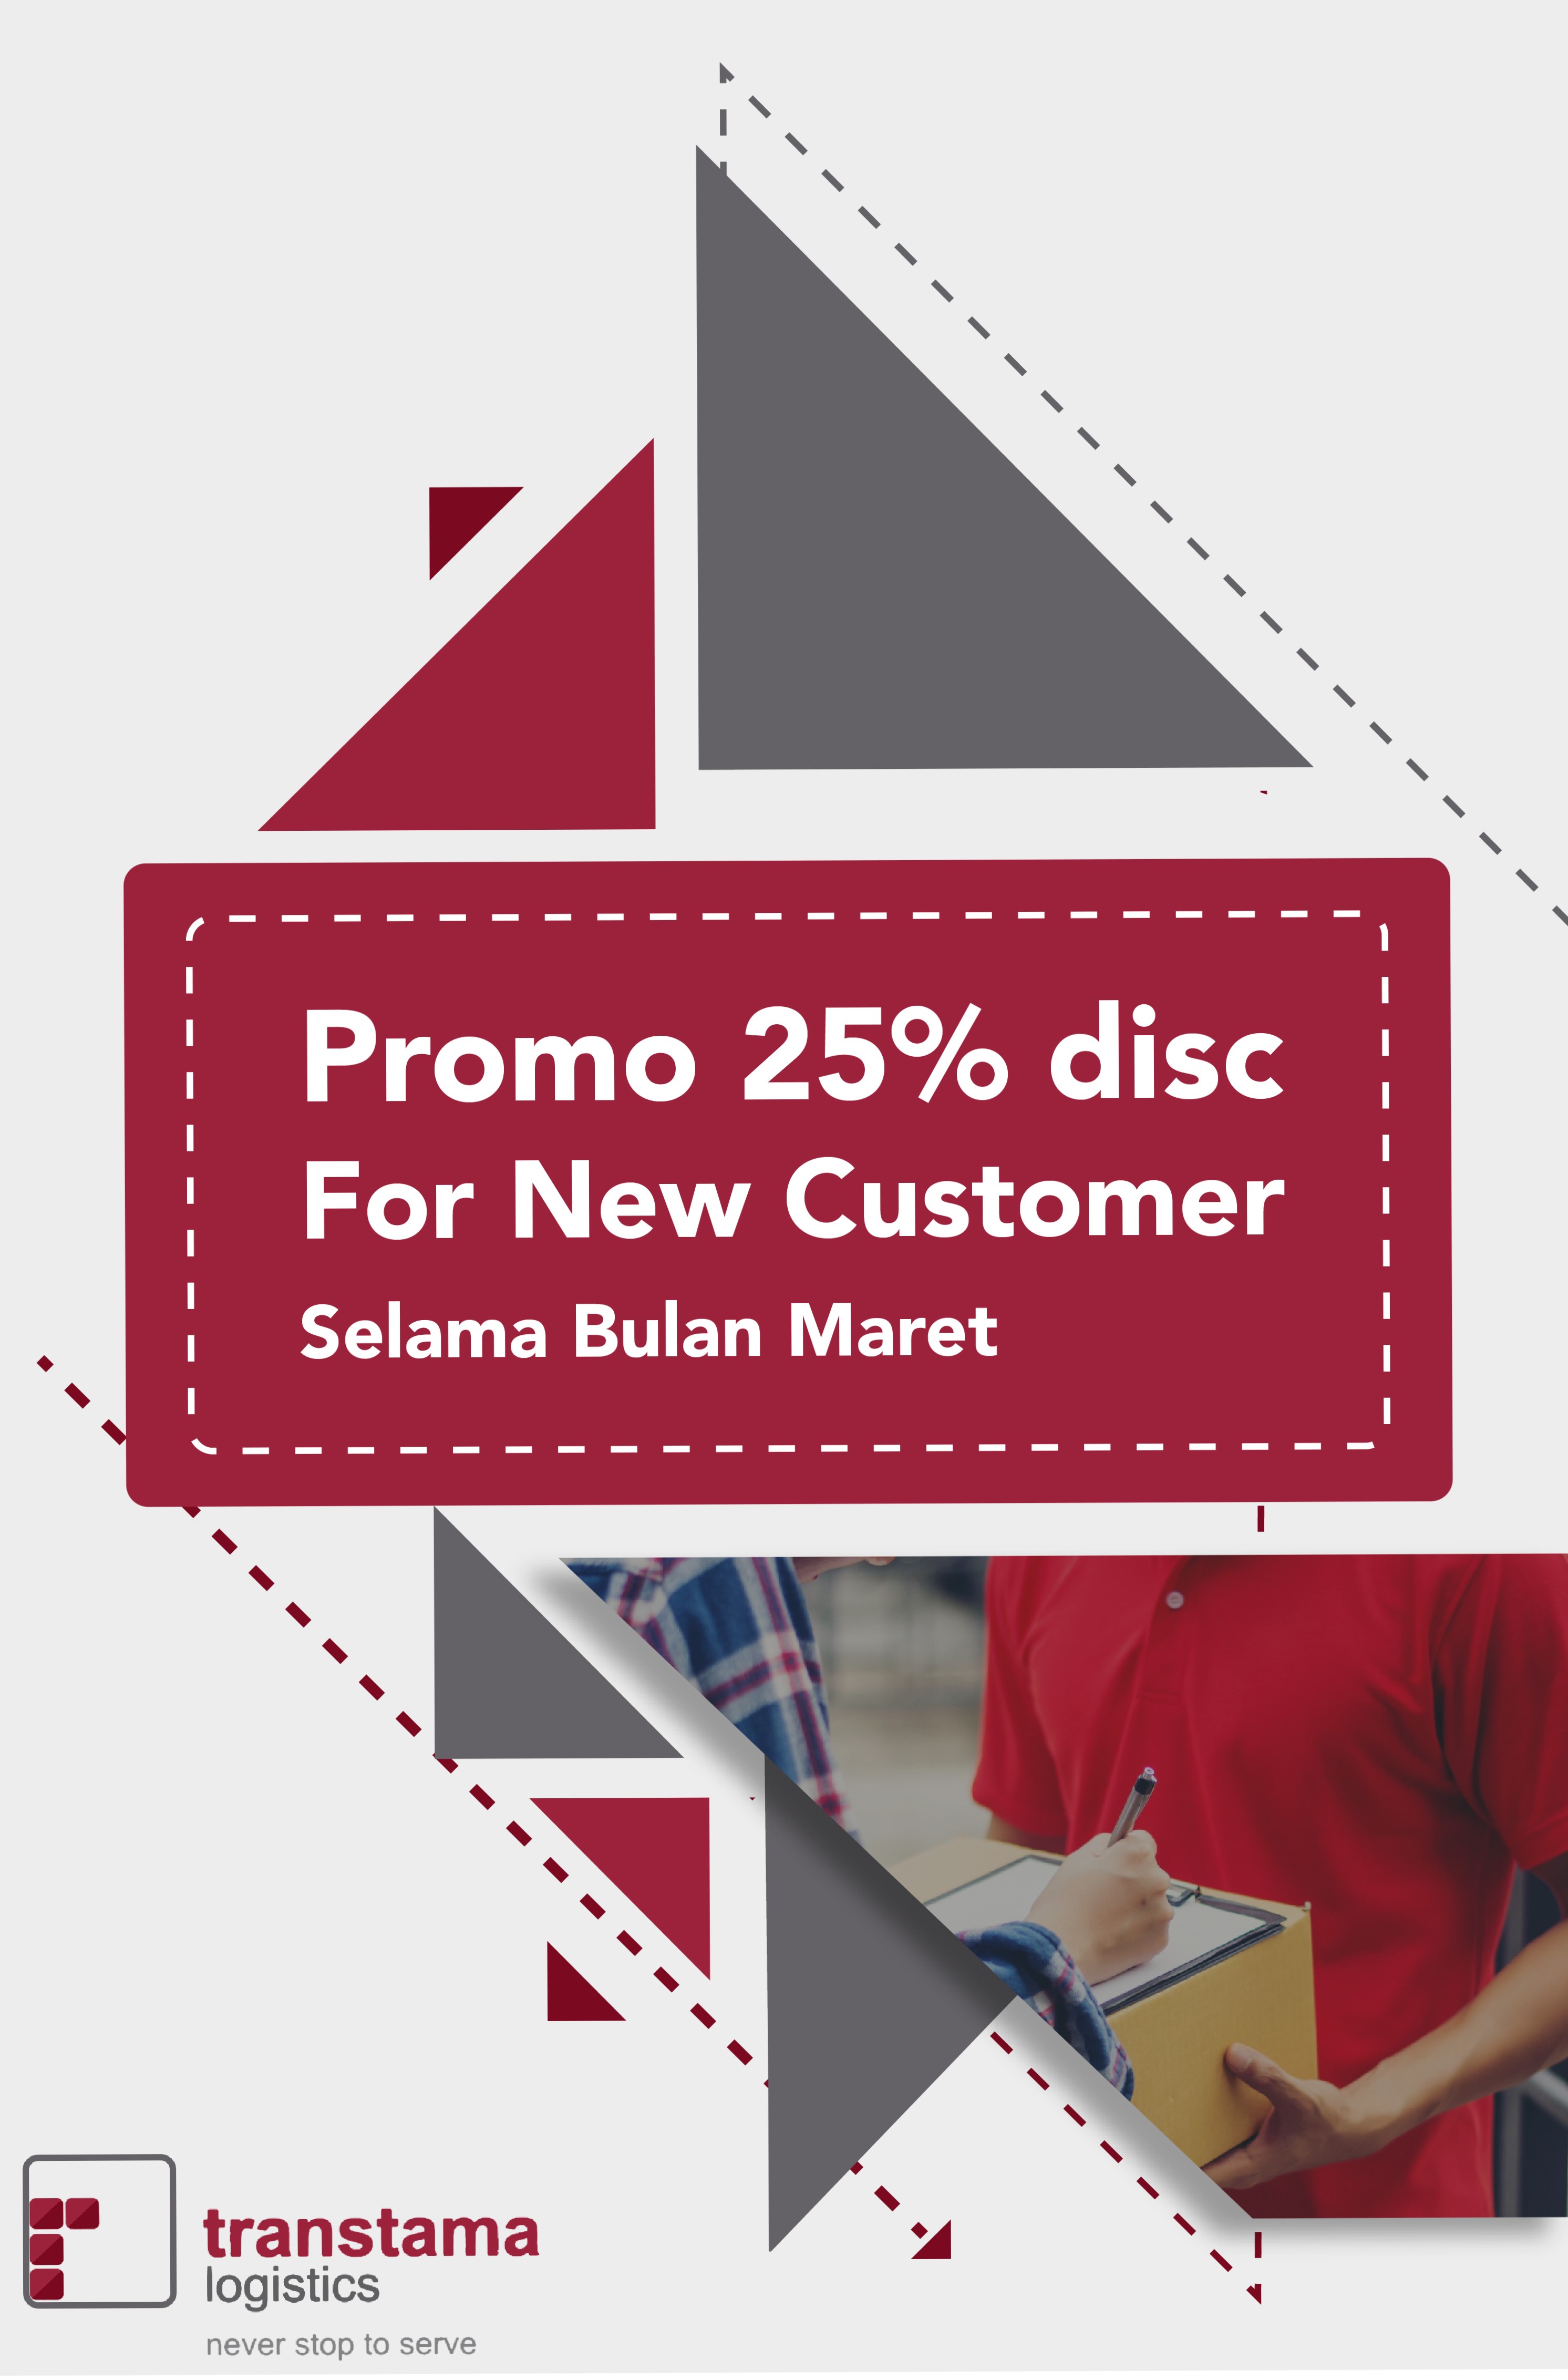 Promo 25% disc
For New Customer
Selama Bulan Maret
transtama
logistics
never stop to serve